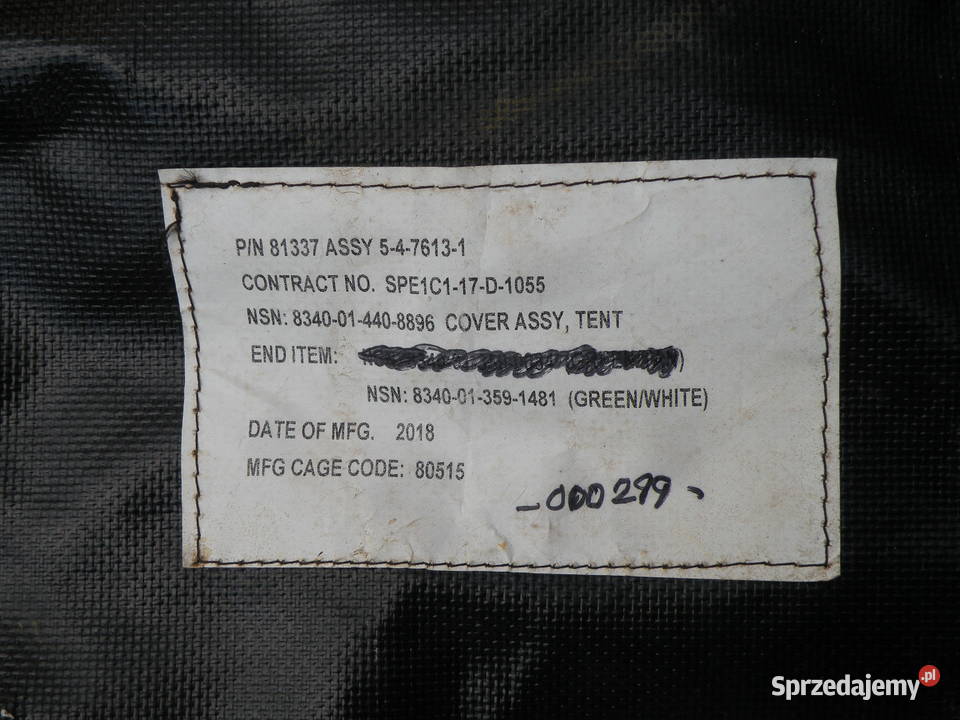 P/N 81337 ASSY 5-4-7613-1
CONTRACT NO. SPE1C1-17-D-1055
NSN: 8340-01-440-8896 COVER ASSY, TENT
END ITEM:
NSN: 8340-01-359-1481 (GREEN/WHITE)
DATE OF MFG. 2018
MFG CAGE CODE: 80515
-000299-
Sprzedajemy.pl